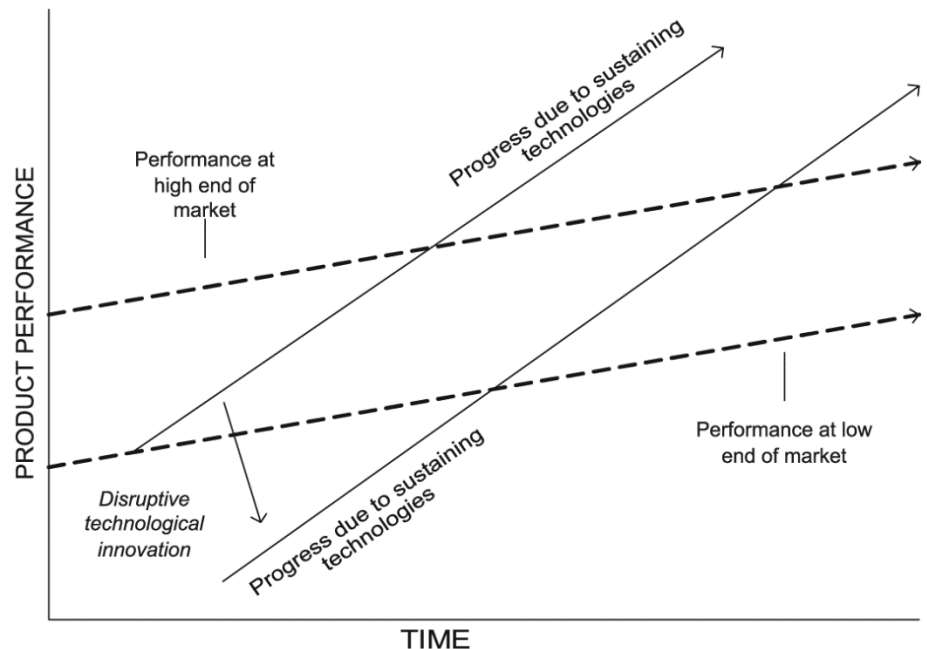 Progress due to sustaining
technologies
Performance at
high end of
market
PRODUCT PERFORMANCE
Performance at low
end of market
Disruptive
technological
innovation
Progress due to sustaining
technologies
TIME